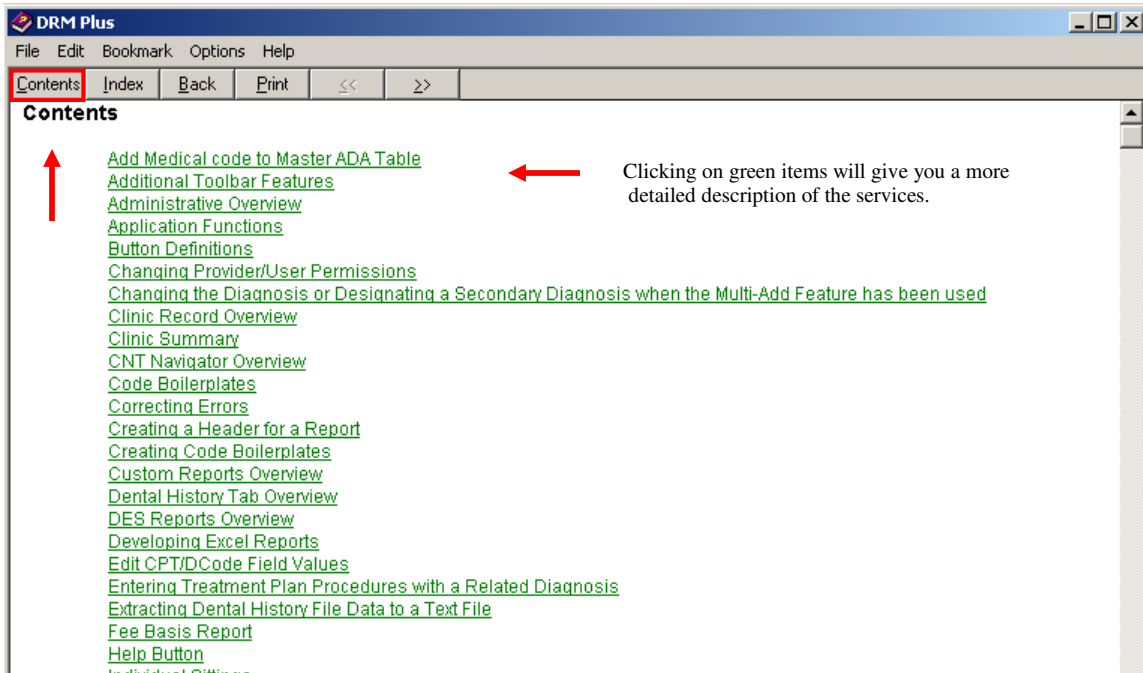 DRM Plus
File Edit Bookmark Options Help
Contents Index Back Print << >>
Contents
Add Medical code to Master ADA Table
Additional Toolbar Features
Administrative Overview
Application Functions
Button Definitions
Changing Provider/User Permissions
Changing the Diagnosis or Designating a Secondary Diagnosis when the Multi-Add Feature has been used
Clinic Record Overview
Clinic Summary
CNT Navigator Overview
Code Boilerplates
Correcting Errors
Creating a Header for a Report
Creating Code Boilerplates
Custom Reports Overview
Dental History Tab Overview
DES Reports Overview
Developing Excel Reports
Edit CPT/DCode Field Values
Entering Treatment Plan Procedures with a Related Diagnosis
Extracting Dental History File Data to a Text File
Fee Basis Report
Help Button
Clicking on green items will give you a more
detailed description of the services.